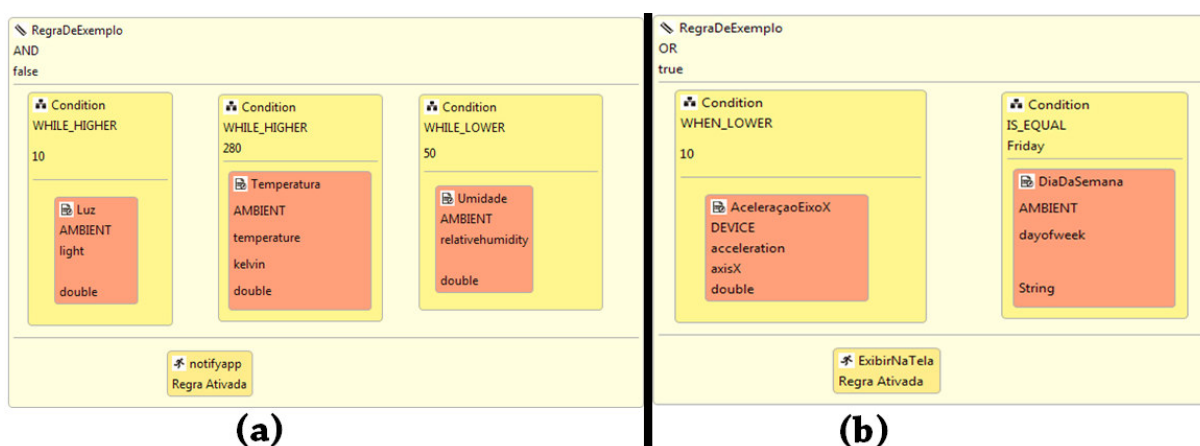 RegraDeExemplo
AND
false
Condition
WHILE_HIGHER
10
Luz
AMBIENT
light
double
Condition
WHILE_HIGHER
280
Temperatura
AMBIENT
temperature
kelvin
double
Condition
WHILE_LOWER
50
Umidade
AMBIENT
relativehumidity
double
notifyapp
Regra Ativada
(a)
RegraDeExemplo
OR
true
Condition
WHEN_LOWER
10
AceleraçaoEixoX
DEVICE
acceleration
axisX
double
Condition
IS_EQUAL
Friday
DiaDaSemana
AMBIENT
dayofweek
String
ExibirNaTela
Regra Ativada
(b)